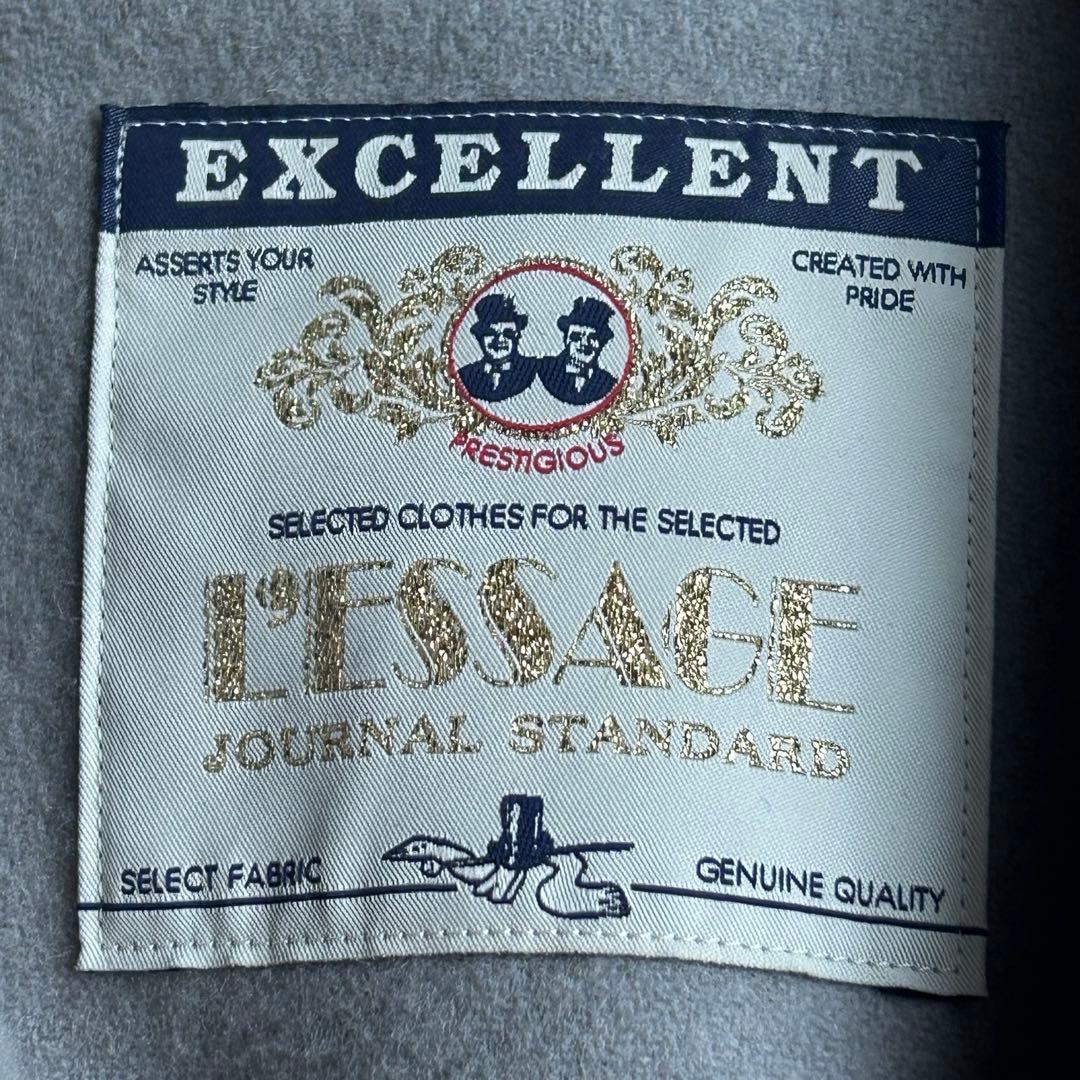 EXCELLENT
ASSERTS YOUR
STYLE
CREATED WITH
PRIDE
PRESTIGIOUS
SELECTED CLOTHES FOR THE SELECTED
L'ESSAGE
JOURNAL STANDARD
SELECT FABRIC
GENUINE QUALITY